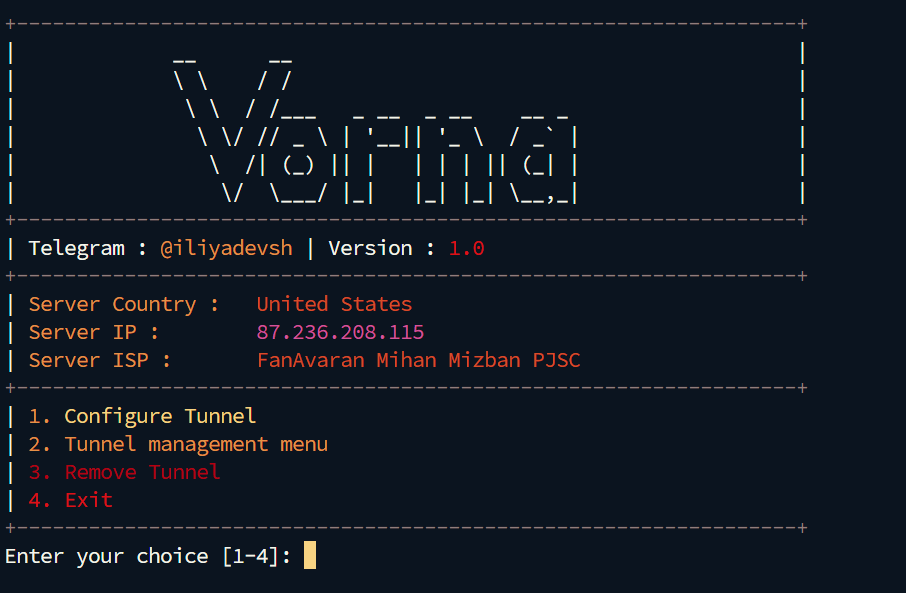 Vorna
| Telegram : @iliyadevsh | Version : 1.0
| Server Country :   United States
| Server IP :        87.236.208.115
| Server ISP :       FanAvaran Mihan Mizban PJSC
| 1. Configure Tunnel
| 2. Tunnel management menu
| 3. Remove Tunnel
| 4. Exit
Enter your choice [1-4]: